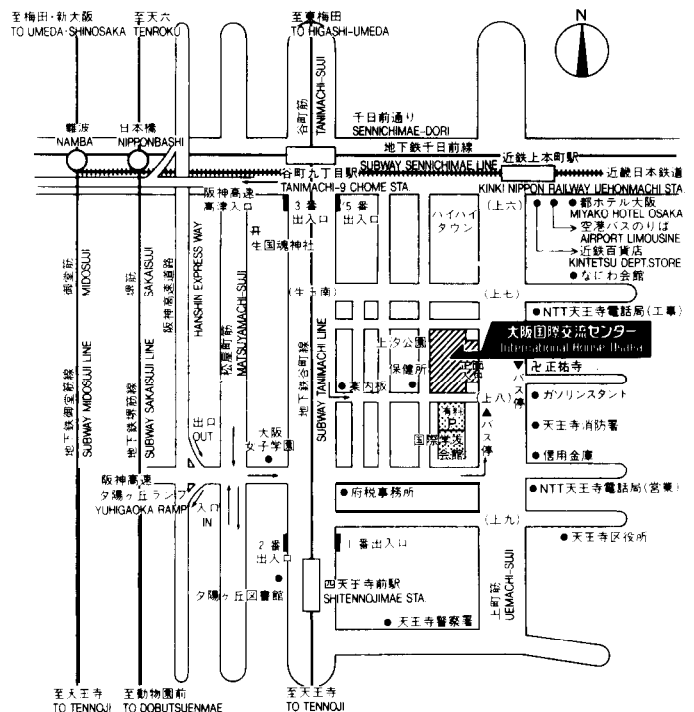 至梅田・新大阪
TO UMEDA・SHINOSAKA
至天六
TENROKU
至東梅田
TO HIGASHI-UMEDA
N
谷町筋
TANIMACHI-SUJI
千日前通り
SENNICHIMAE-DORI
難波
NAMBA
日本橋
NIPPONBASHI
地下鉄千日前線
SUBWAY SENNICHIMAE LINE
近鉄上本町駅
近畿日本鉄道
谷町九丁目駅
TANIMACHI-9 CHOME STA.
KINKI NIPPON RAILWAY UEHONMACHI STA.
阪神高速
高津入口
3番
出入口
5番
出入口
ハイハイ
タウン
(上六)
都ホテル大阪
MIYAKO HOTEL OSAKA
空港バスのりば
AIRPORT LIMOUSINE
近鉄百貨店
KINTETSU DEPT.STORE
なにわ会館
生国魂神社
御堂筋
MIDOSUJI
堺筋
SAKAISUJI
阪神高速道路
HANSHIN EXPRESS WAY
松屋町筋
MATSUYAMACHI-SUJI
(上七)
NTT天王寺電話局(工事)
大阪国際交流センター
International House Osaka
地下鉄御堂筋線
SUBWAY MIDOSUJI LINE
地下鉄堺筋線
SUBWAY SAKAISUJI LINE
地下鉄谷町線
SUBWAY TANIMACHI LINE
上汐公園
保健所
案内板
卍正祐寺
バス停
(上八)
ガソリンスタント
有料
P
バス停
天王寺消防署
出口
OUT
大阪
女子学園
会館
信用金庫
阪神高速
夕陽ヶ丘ランプ
YUHIGAOKA RAMP
入口
IN
府税事務所
NTT天王寺電話局(営業)
(上九)
2番
出入口
1番出入口
天王寺区役所
夕陽ヶ丘図書館
四天王寺前駅
SHITENNOJIMAE STA.
上町筋
UEMACHI-SUJI
天王寺警察署
至天王寺
TO TENNOJI
至動物園前
TO DOBUTSUENMAE
至天王寺
TO TENNOJI